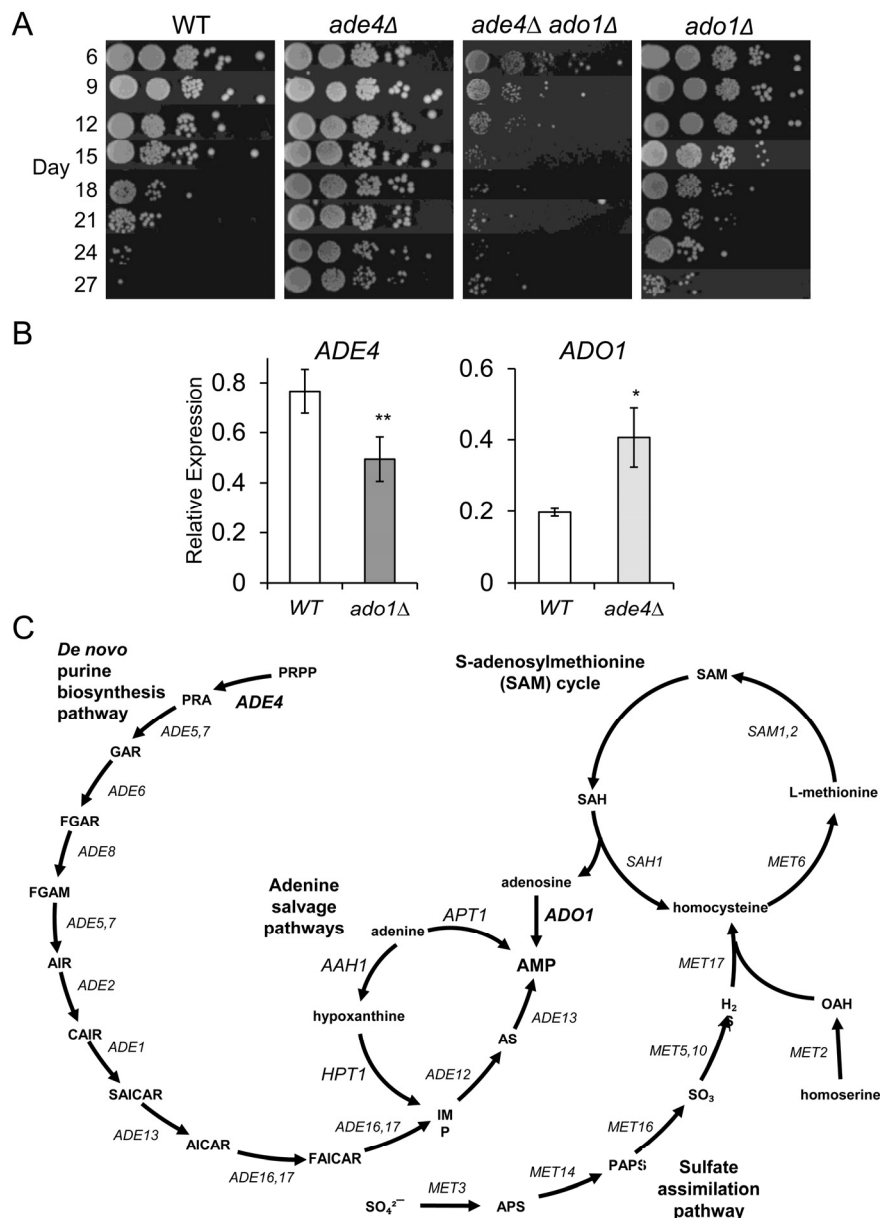 A
WT
ade4Δ
ade4Δ ado1Δ
ado1Δ
Day
6
9
12
15
18
21
24
27
B
ADE4
Relative Expression
0.8
0.6
0.4
0.2
0
**
WT
ado1Δ
ADO1
0.6
0.4
0.2
0
*
WT
ade4Δ
C
De novo
purine
biosynthesis
pathway
PRPP
ADE4
PRA
ADE5,7
GAR
ADE6
FGAR
ADE8
FGAM
ADE5,7
AIR
ADE2
CAIR
ADE1
SAICAR
ADE13
AICAR
ADE16,17
FAICAR
ADE16,17
IM
P
ADE12
AS
ADE13
AMP
Adenine
salvage
pathways
adenine
APT1
AAH1
hypoxanthine
HPT1
S-adenosylmethionine
(SAM) cycle
SAM
SAM1,2
L-methionine
MET6
homocysteine
SAH1
SAH
adenosine
ADO1
MET17
OAH
MET2
homoserine
H₂
S
MET5,10
SO₃
MET16
PAPS
MET14
APS
MET3
SO₄²⁻
Sulfate
assimilation
pathway